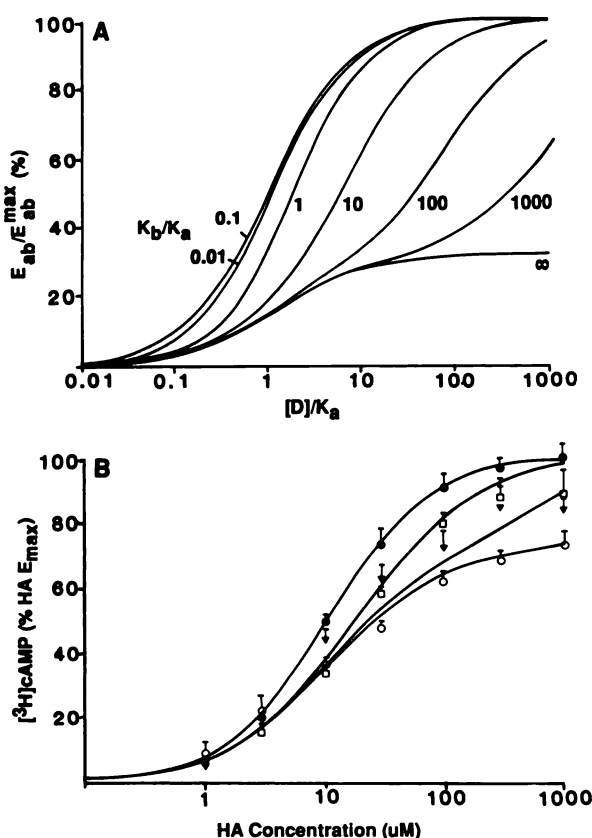 A
E_ab/E_ab^max (%)
100
80
60
40
20
K_b/K_a
0.1
0.01
1
10
100
1000
∞
0.01 0.1 1 10 100 1000
[D]/K_a
B
[³H]cAMP (% HA E_max)
100
80
60
40
20
1 10 100 1000
HA Concentration (uM)